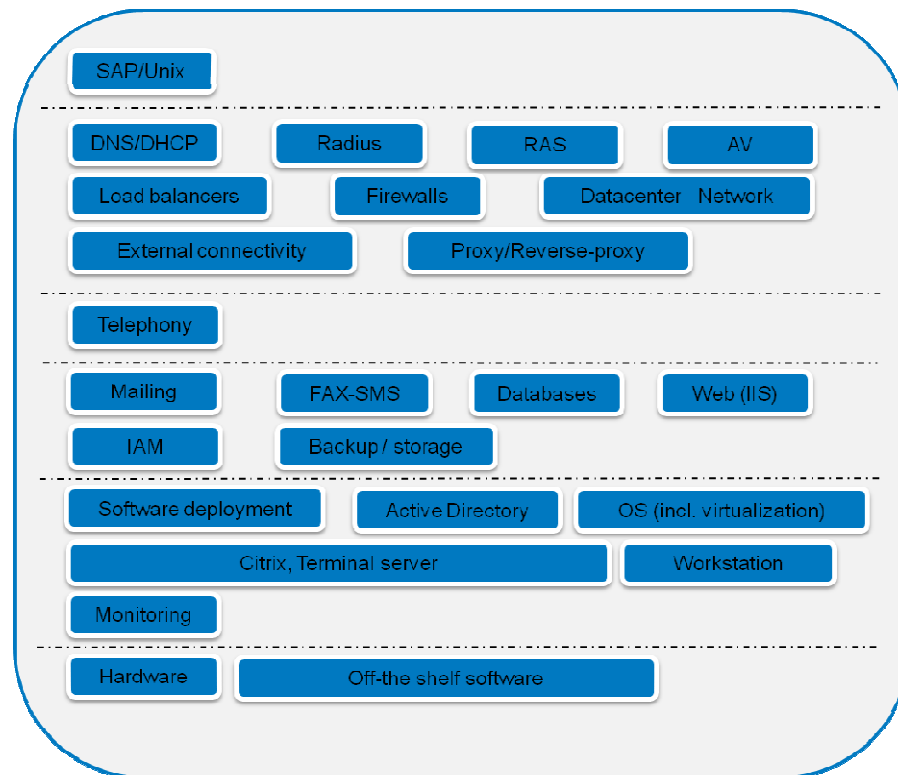 SAP/Unix
DNS/DHCP Radius RAS AV
Load balancers Firewalls Datacenter Network
External connectivity Proxy/Reverse-proxy
Telephony
Mailing FAX-SMS Databases Web (IIS)
IAM Backup / storage
Software deployment Active Directory OS (incl. virtualization)
Citrix, Terminal server Workstation
Monitoring
Hardware Off-the shelf software